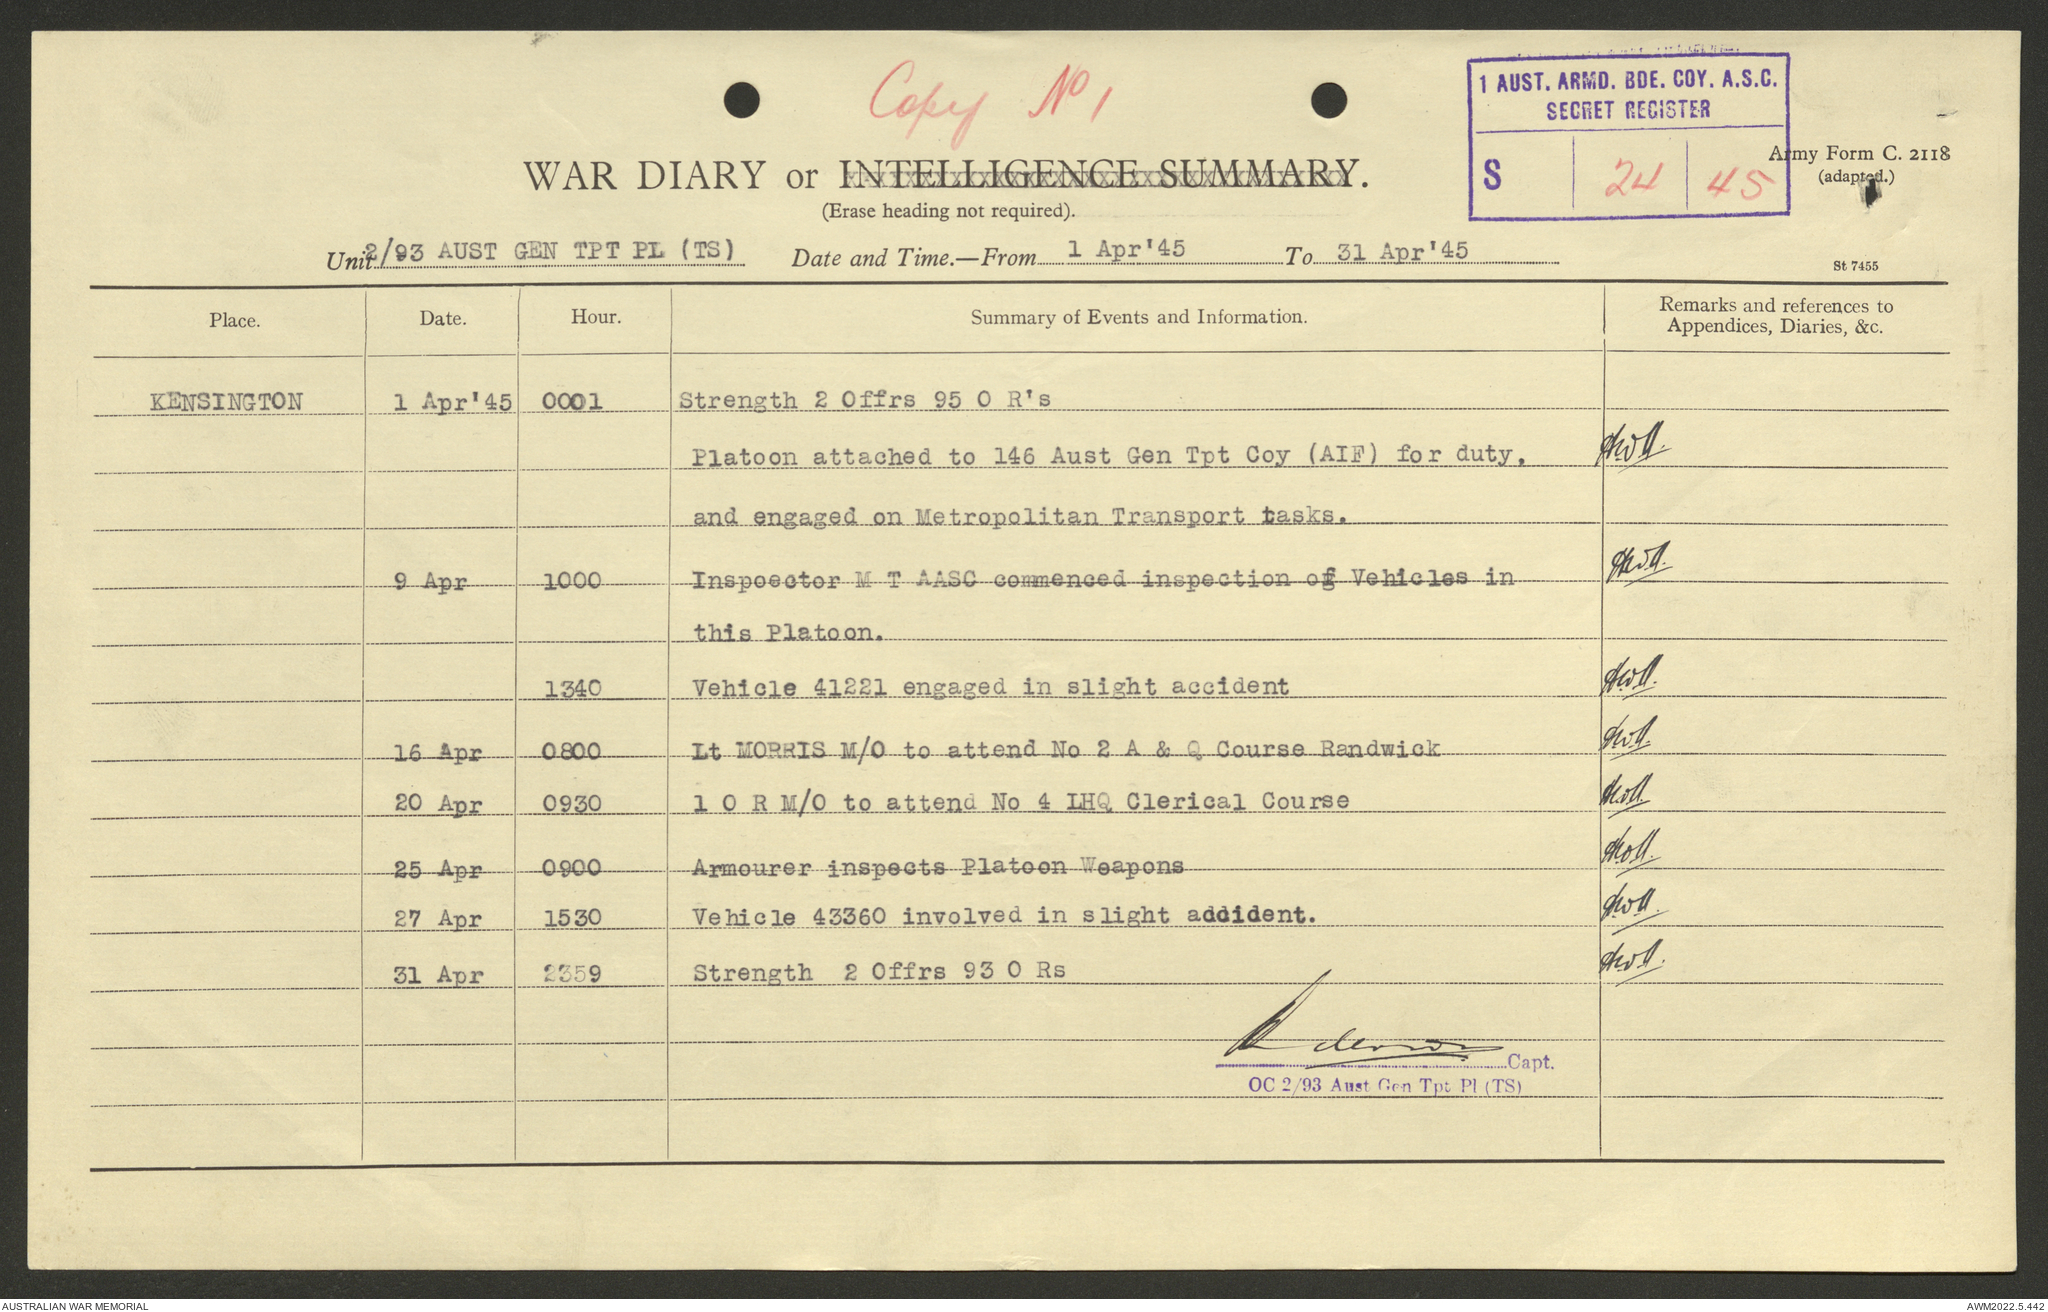 Copy No 1
1 AUST. ARMD. BDE. COY. A.S.C.
SECRET REGISTER
S 24 45
Army Form C. 2118
(adapted.)
WAR DIARY or INTELLIGENCE SUMMARY.
(Erase heading not required).
Unit 2/93 AUST GEN TPT PL (TS) Date and Time.—From 1 Apr'45 To 31 Apr'45
St 7455
Place. Date. Hour. Summary of Events and Information. Remarks and references to
Appendices, Diaries, &c.
KENSINGTON 1 Apr'45 0001 Strength 2 Offrs 95 O R's
Platoon attached to 146 Aust Gen Tpt Coy (AIF) for duty,
and engaged on Metropolitan Transport tasks.
9 Apr 1000 Inspoector M T AASC commenced inspection of Vehicles in
this Platoon.
1340 Vehicle 41221 engaged in slight accident
16 Apr 0800 Lt MORRIS M/O to attend No 2 A & Q Course Randwick
20 Apr 0930 1 O R M/O to attend No 4 LHQ Clerical Course
25 Apr 0900 Armourer inspects Platoon Weapons
27 Apr 1530 Vehicle 43360 involved in slight addident.
31 Apr 2359 Strength 2 Offrs 93 O Rs
Capt.
OC 2/93 Aust Gen Tpt Pl (TS)
AUSTRALIAN WAR MEMORIAL
AWM2022.5.442